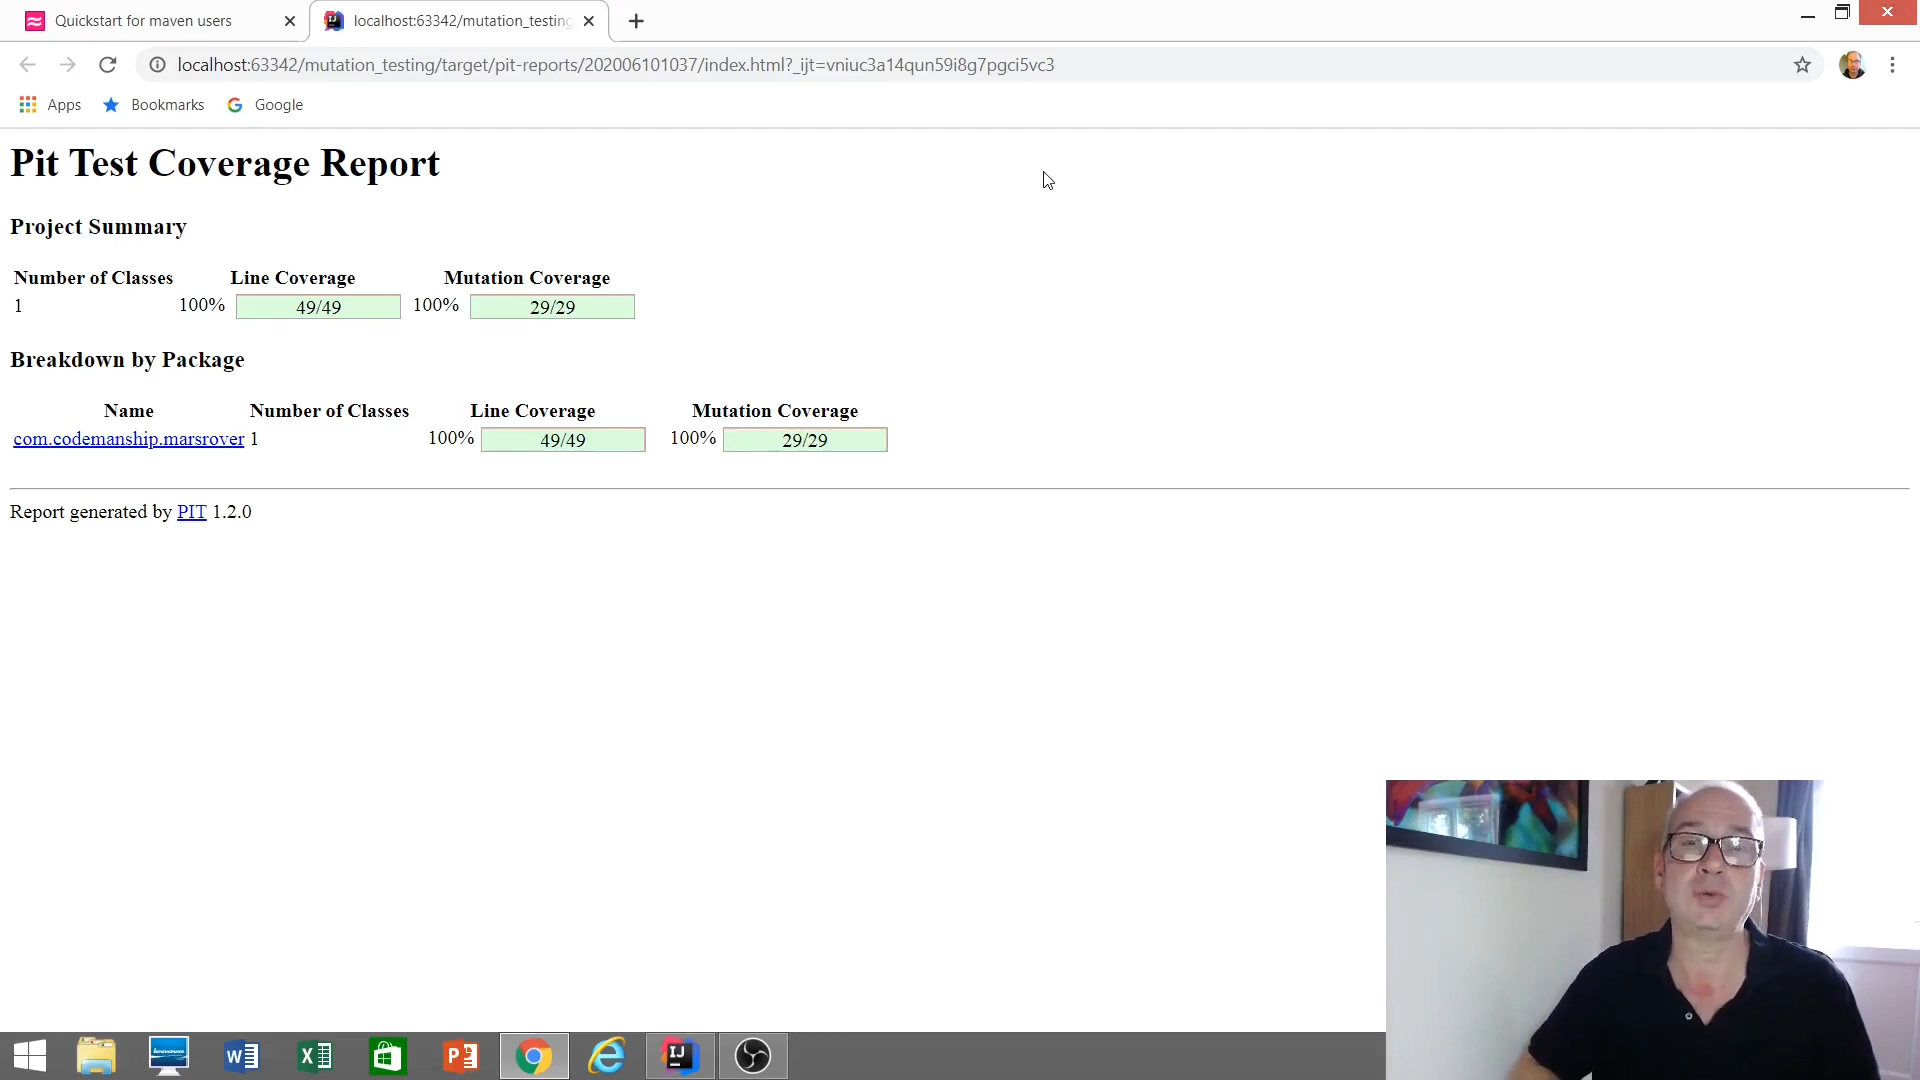 Quickstart for maven users
localhost:63342/mutation_testing
localhost:63342/mutation_testing/target/pit-reports/202006101037/index.html?_ijt=vniuc3a14qun59i8g7pgci5vc3
Apps Bookmarks Google
Pit Test Coverage Report
Project Summary
Number of Classes Line Coverage Mutation Coverage
1 100% 49/49 100% 29/29
Breakdown by Package
Name Number of Classes Line Coverage Mutation Coverage
com.codemanship.marsrover 1 100% 49/49 100% 29/29
Report generated by PIT 1.2.0